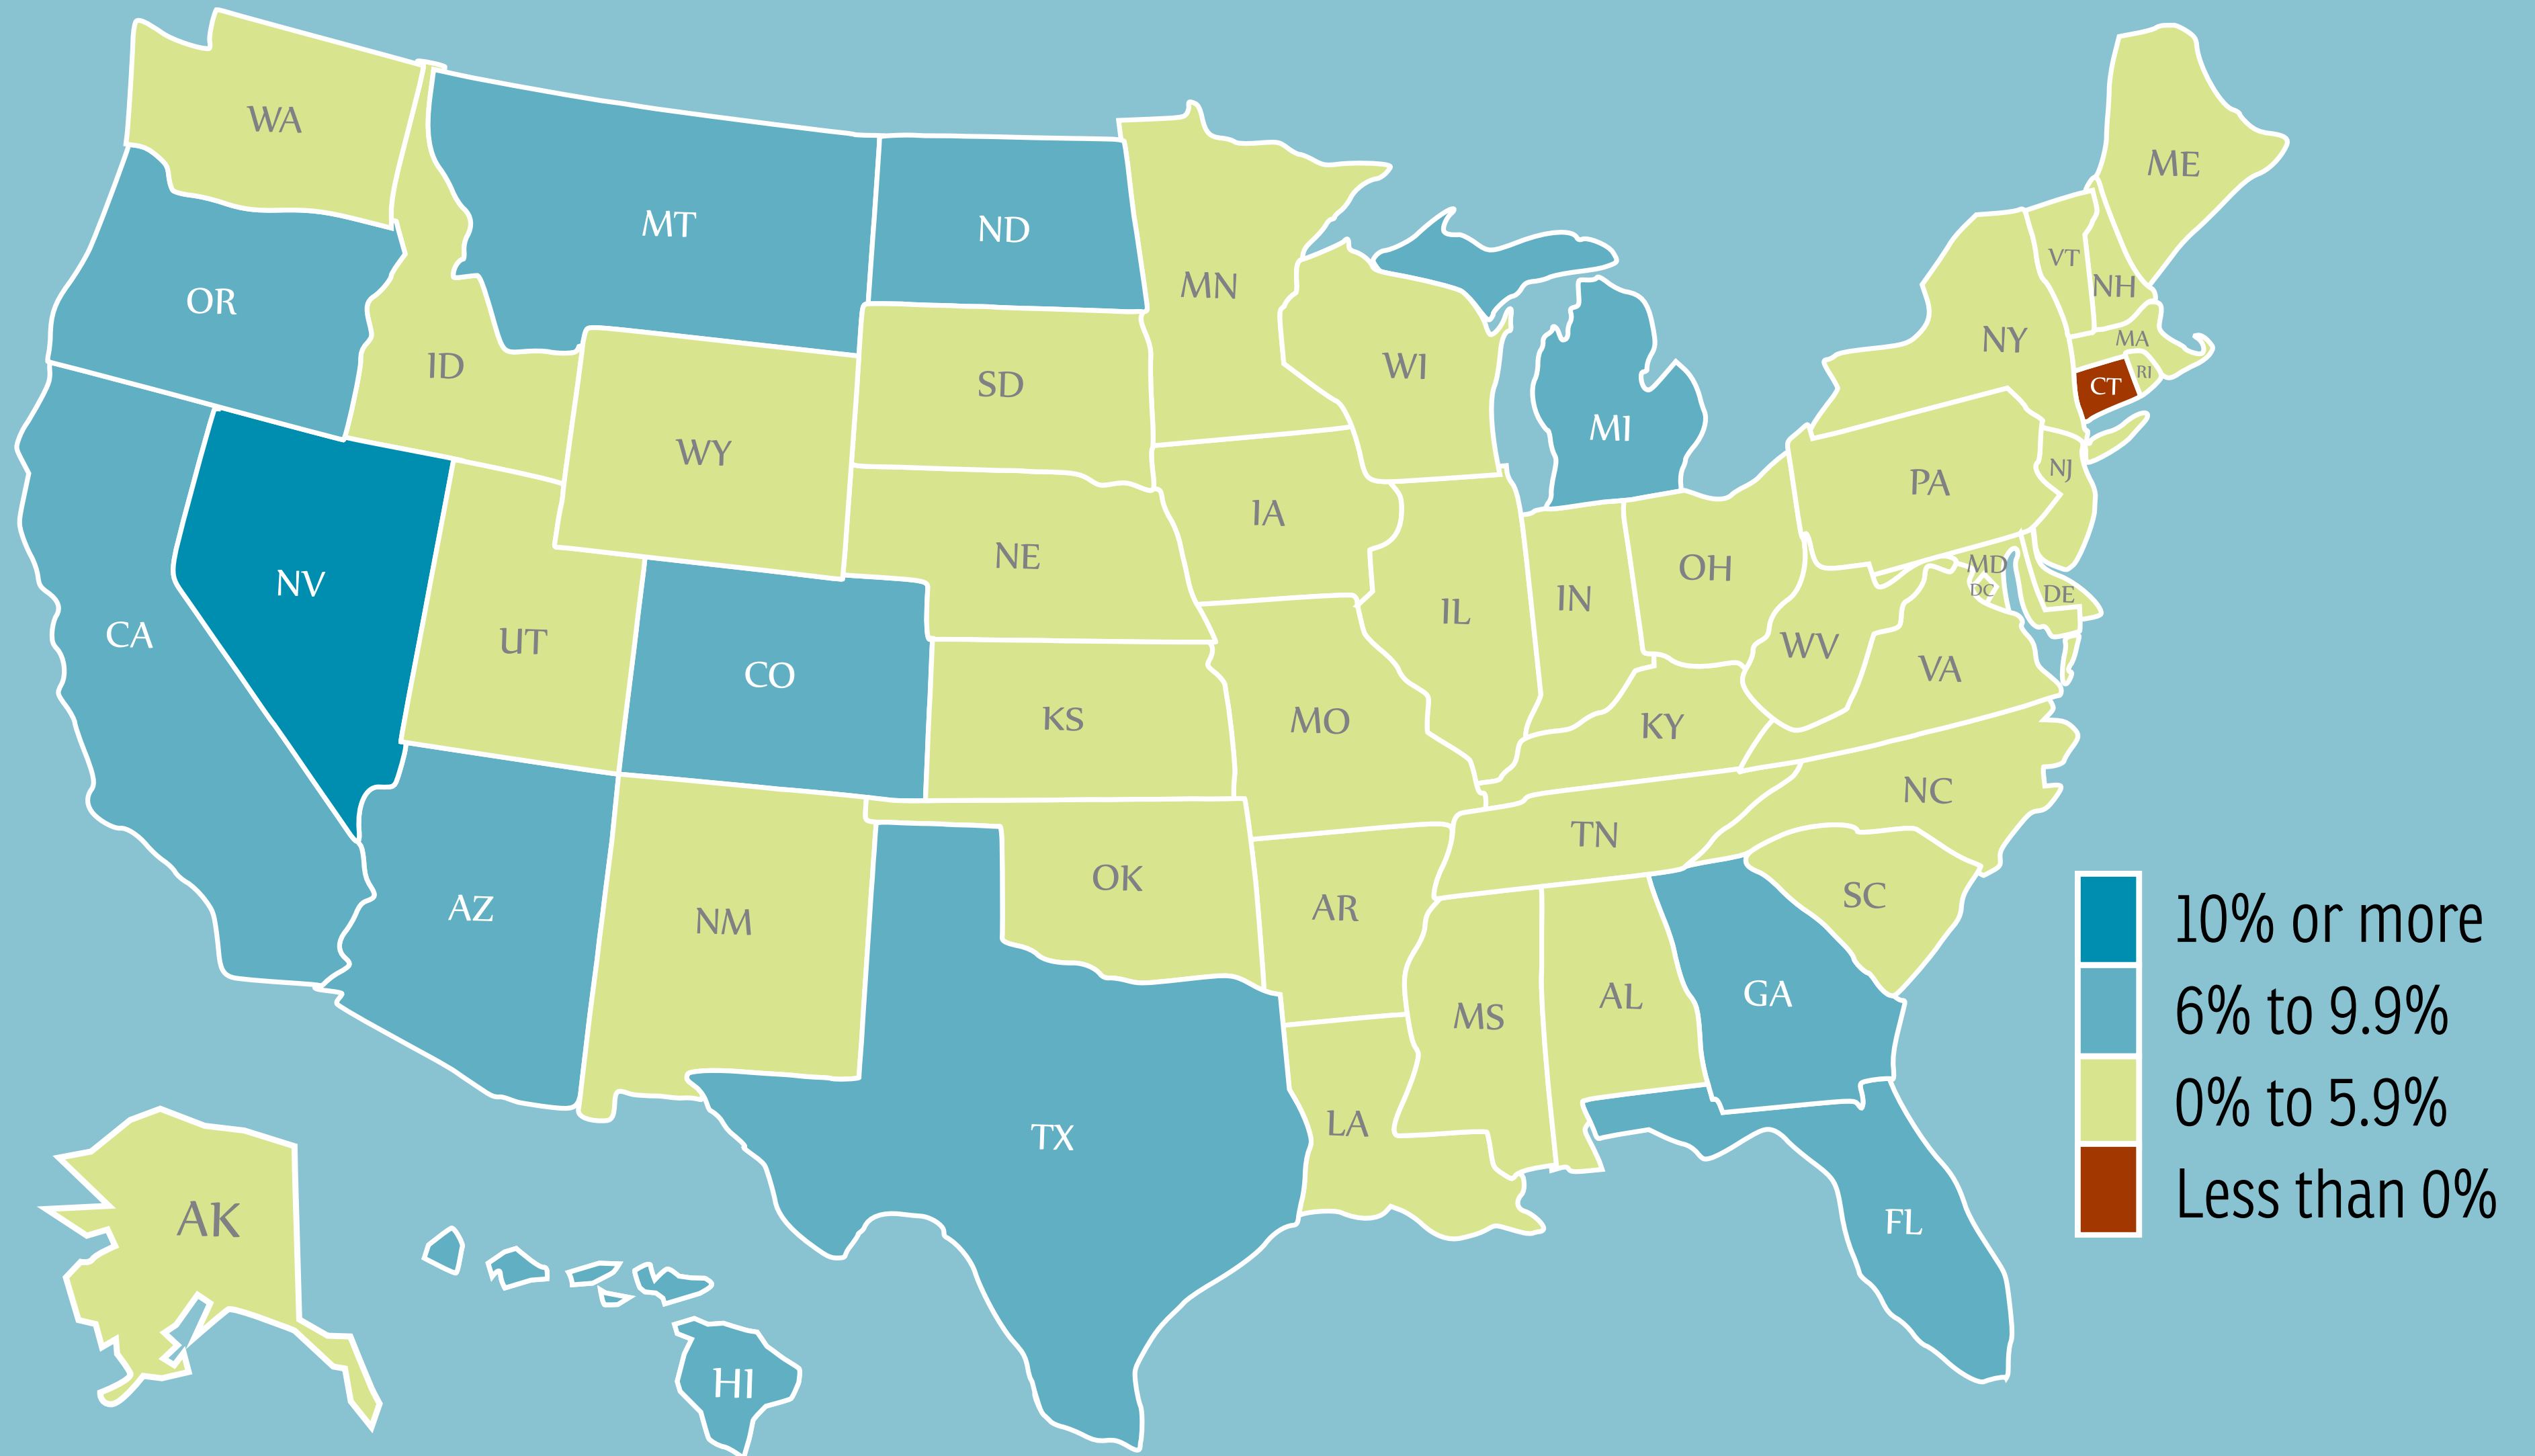 WA
ME
MT
ND
VT
MN
NH
OR
NY
MA
ID
WI
RI
SD
CT
MI
WY
NJ
PA
IA
NE
MD
OH
NV
DC
DE
IN
IL
CA
UT
WV
VA
CO
KS
MO
KY
NC
TN
OK
SC
AZ
AR
NM
10% or more
GA
AL
6% to 9.9%
MS
0% to 5.9%
LA
TX
Less than 0%
AK
FL
HI